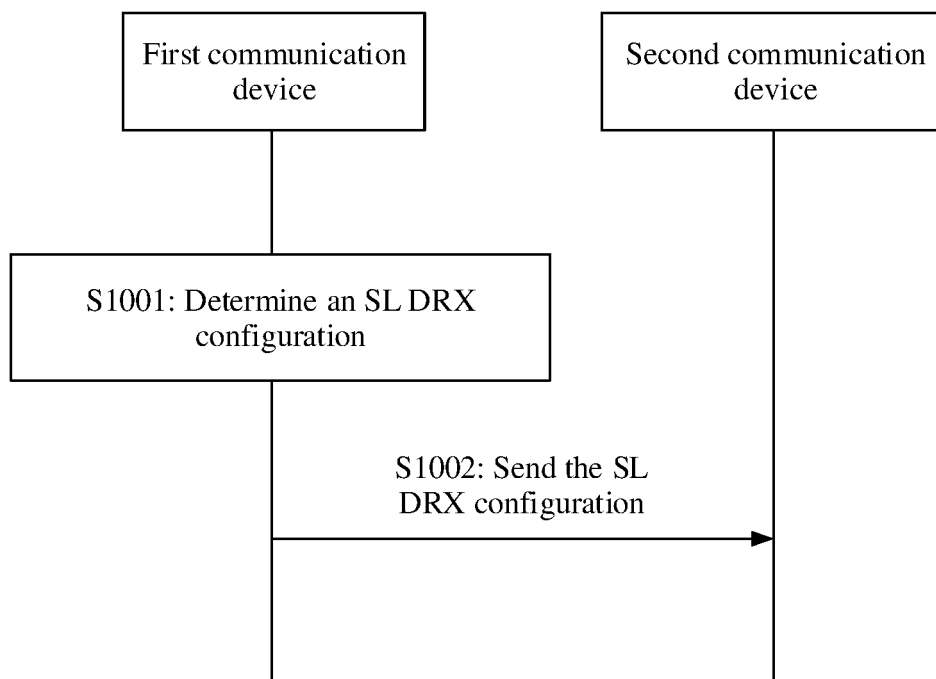 First communication
device
Second communication
device
S1001: Determine an SL DRX
configuration
S1002: Send the SL
DRX configuration